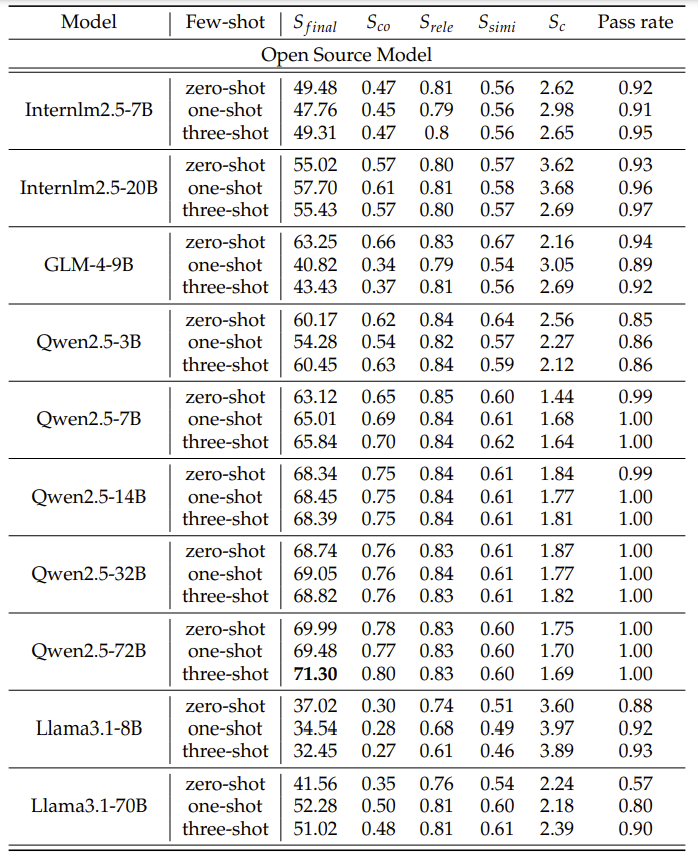 Model Few-shot S_final S_co S_rele S_simi S_c Pass rate
Open Source Model
zero-shot 49.48 0.47 0.81 0.56 2.62 0.92
Internlm2.5-7B one-shot 47.76 0.45 0.79 0.56 2.98 0.91
three-shot 49.31 0.47 0.8 0.56 2.65 0.95
zero-shot 55.02 0.57 0.80 0.57 3.62 0.93
Internlm2.5-20B one-shot 57.70 0.61 0.81 0.58 3.68 0.96
three-shot 55.43 0.57 0.80 0.57 2.69 0.97
zero-shot 63.25 0.66 0.83 0.67 2.16 0.94
GLM-4-9B one-shot 40.82 0.34 0.79 0.54 3.05 0.89
three-shot 43.43 0.37 0.81 0.56 2.69 0.92
zero-shot 60.17 0.62 0.84 0.64 2.56 0.85
Qwen2.5-3B one-shot 54.28 0.54 0.82 0.57 2.27 0.86
three-shot 60.45 0.63 0.84 0.59 2.12 0.86
zero-shot 63.12 0.65 0.85 0.60 1.44 0.99
Qwen2.5-7B one-shot 65.01 0.69 0.84 0.61 1.68 1.00
three-shot 65.84 0.70 0.84 0.62 1.64 1.00
zero-shot 68.34 0.75 0.84 0.61 1.84 0.99
Qwen2.5-14B one-shot 68.45 0.75 0.84 0.61 1.77 1.00
three-shot 68.39 0.75 0.84 0.61 1.81 1.00
zero-shot 68.74 0.76 0.83 0.61 1.87 1.00
Qwen2.5-32B one-shot 69.05 0.76 0.84 0.61 1.77 1.00
three-shot 68.82 0.76 0.83 0.61 1.82 1.00
zero-shot 69.99 0.78 0.83 0.60 1.75 1.00
Qwen2.5-72B one-shot 69.48 0.77 0.83 0.60 1.70 1.00
three-shot 71.30 0.80 0.83 0.60 1.69 1.00
zero-shot 37.02 0.30 0.74 0.51 3.60 0.88
Llama3.1-8B one-shot 34.54 0.28 0.68 0.49 3.97 0.92
three-shot 32.45 0.27 0.61 0.46 3.89 0.93
zero-shot 41.56 0.35 0.76 0.54 2.24 0.57
Llama3.1-70B one-shot 52.28 0.50 0.81 0.60 2.18 0.80
three-shot 51.02 0.48 0.81 0.61 2.39 0.90